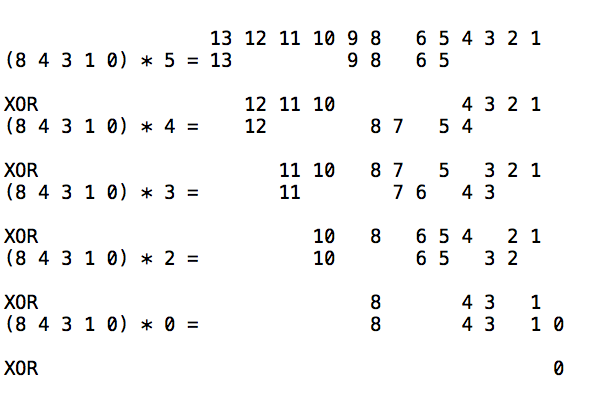 13 12 11 10 9 8   6 5 4 3 2 1
(8 4 3 1 0) * 5 = 13          9 8   6 5
XOR                  12 11 10           4 3 2 1
(8 4 3 1 0) * 4 =    12         8 7   5 4
XOR                     11 10   8 7   5   3 2 1
(8 4 3 1 0) * 3 =       11        7 6   4 3
XOR                        10   8   6 5 4   2 1
(8 4 3 1 0) * 2 =          10       6 5   3 2
XOR                             8       4 3   1
(8 4 3 1 0) * 0 =               8       4 3   1 0
XOR                                             0